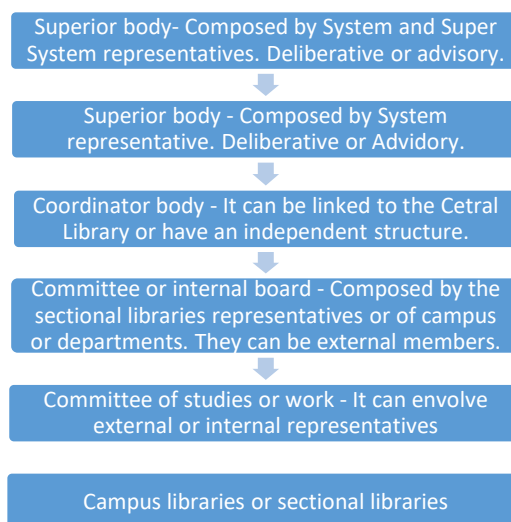 Superior body- Composed by System and Super
System representatives. Deliberative or advisory.
Superior body - Composed by System
representative. Deliberative or Advidory.
Coordinator body - It can be linked to the Cetral
Library or have an independent structure.
Committee or internal board - Composed by the
sectional libraries representatives or of campus
or departments. They can be external members.
Committee of studies or work - It can envolve
external or internal representatives
Campus libraries or sectional libraries